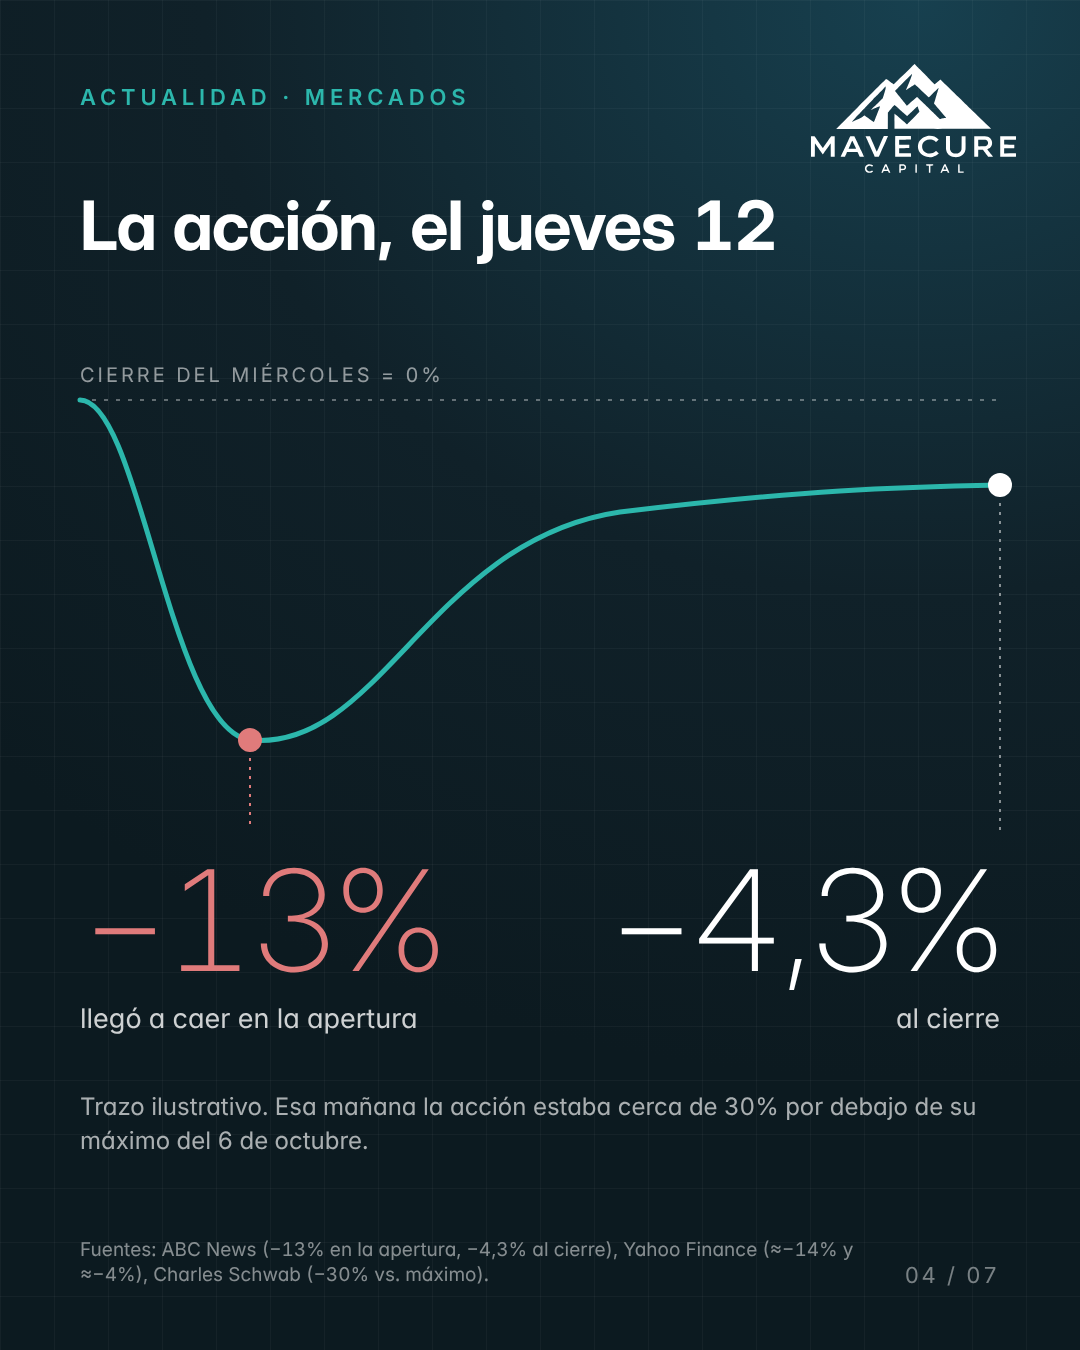 ACTUALIDAD · MERCADOS
MAVECURE
CAPITAL
La acción, el jueves 12
CIERRE DEL MIÉRCOLES = 0%
−13%
−4,3%
llegó a caer en la apertura
al cierre
Trazo ilustrativo. Esa mañana la acción estaba cerca de 30% por debajo de su
máximo del 6 de octubre.
Fuentes: ABC News (−13% en la apertura, −4,3% al cierre), Yahoo Finance (≈−14% y
≈−4%), Charles Schwab (−30% vs. máximo).
04 / 07